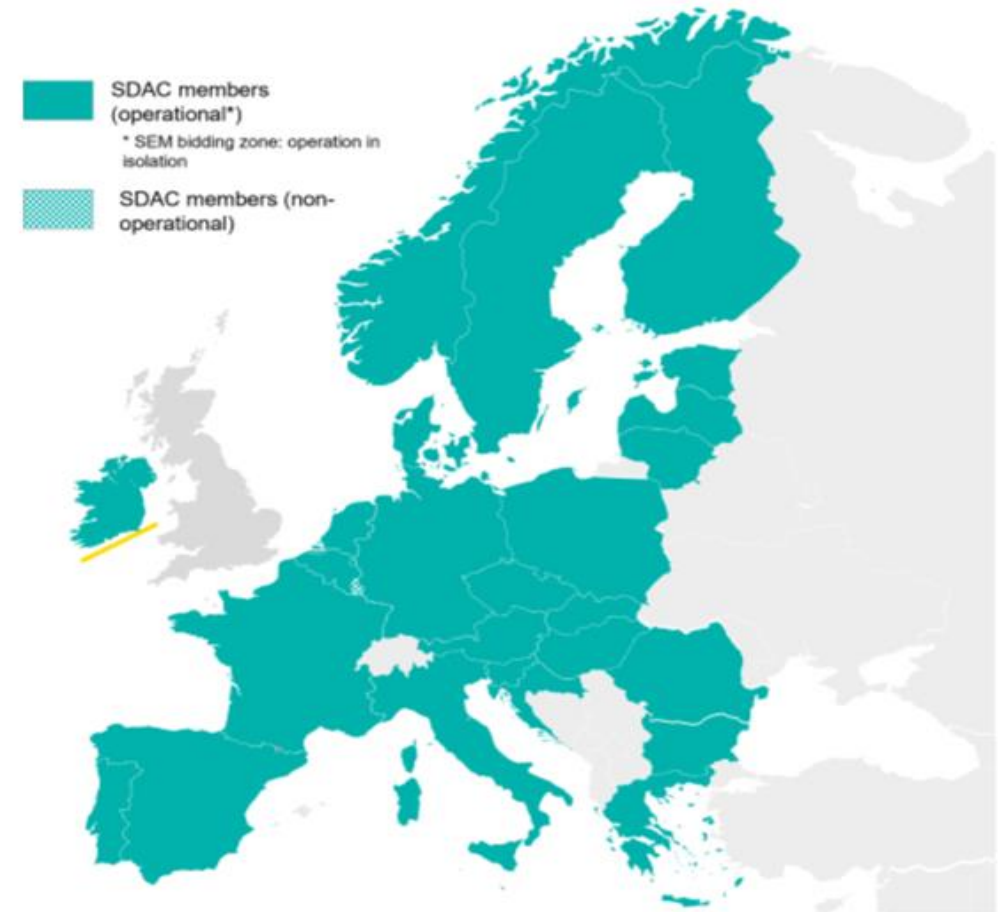 SDAC members
(operational*)
* SEM bidding zone: operation in
isolation
SDAC members (non-
operational)